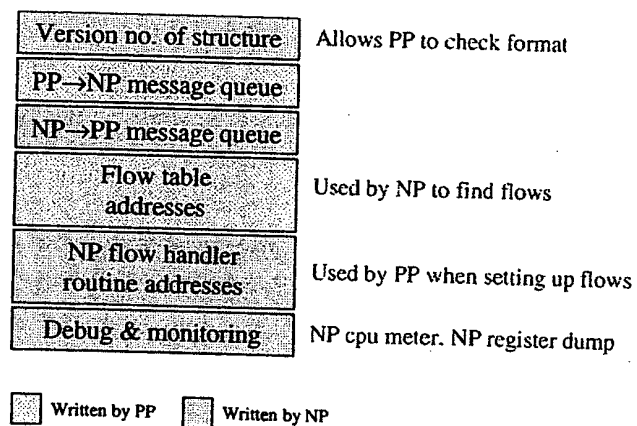 Version no. of structure Allows PP to check format
PP→NP message queue
NP→PP message queue
Flow table
addresses
Used by NP to find flows
NP flow handler
routine addresses
Used by PP when setting up flows
Debug & monitoring NP cpu meter. NP register dump
Written by PP Written by NP